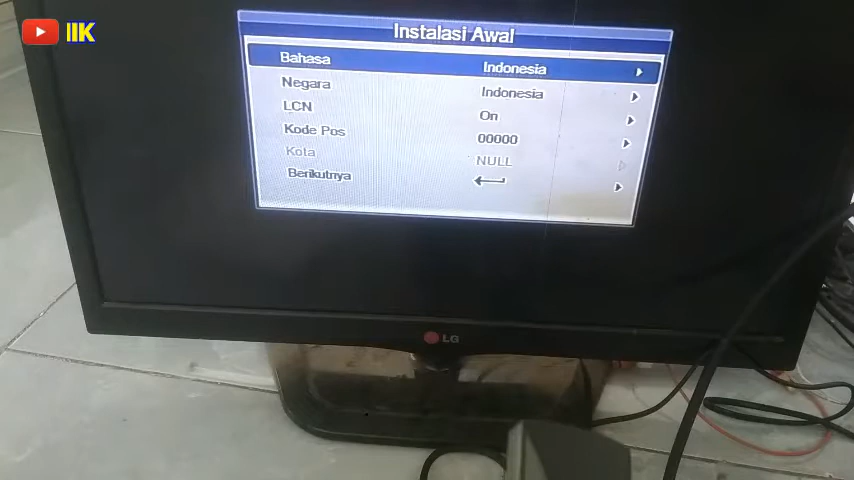 IIK
Instalasi Awal
Bahasa Indonesia
Negara Indonesia
LCN On
Kode Pos 00000
Kota NULL
Berikutnya
LG